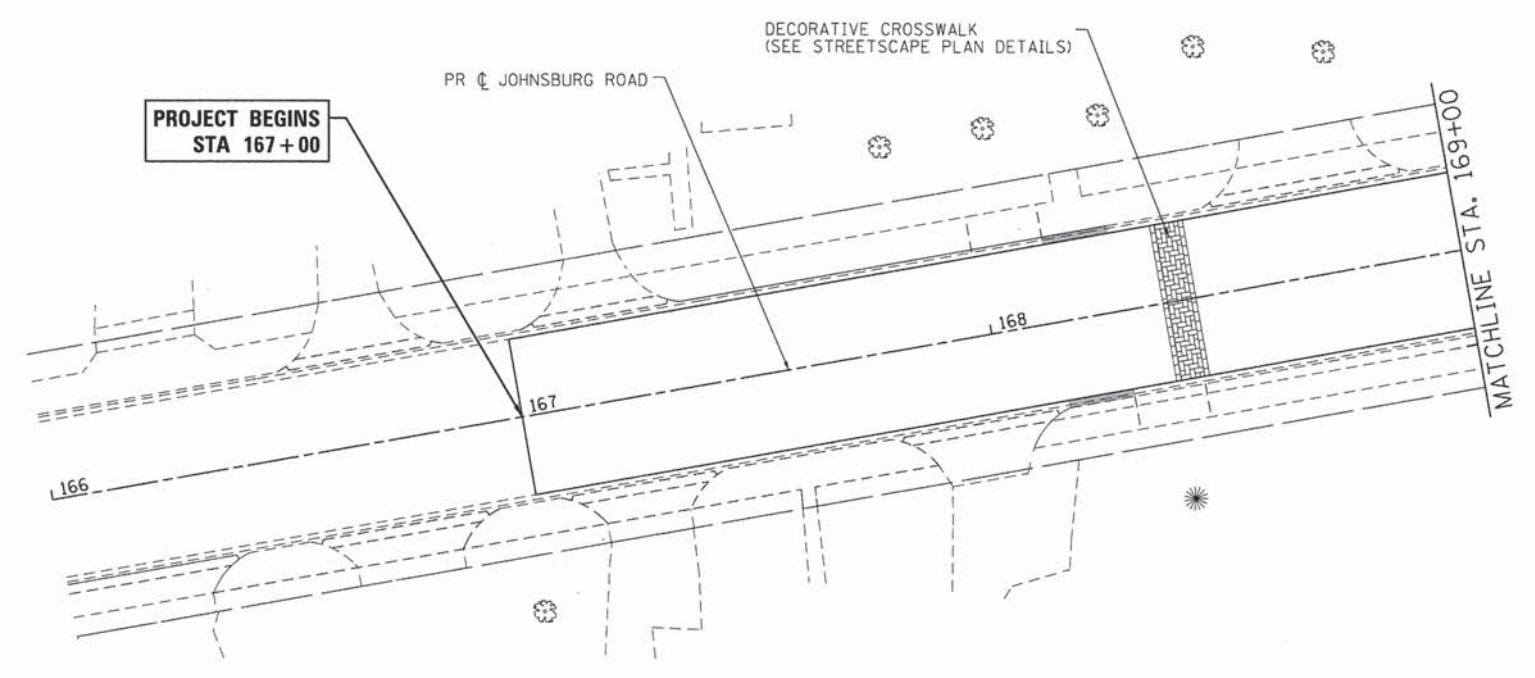 DECORATIVE CROSSWALK
(SEE STREETSCAPE PLAN DETAILS)
PR ℄ JOHNSBURG ROAD
PROJECT BEGINS
STA 167+00
MATCHLINE STA. 169+00
168
167
166